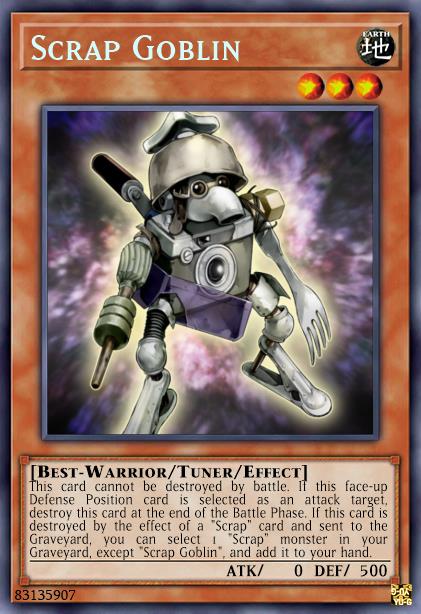 Scrap Goblin
EARTH
地
[Best-Warrior/Tuner/Effect]
This card cannot be destroyed by battle. If this face-up
Defense Position card is selected as an attack target,
destroy this card at the end of the Battle Phase. If this card is
destroyed by the effect of a "Scrap" card and sent to the
Graveyard, you can select 1 "Scrap" monster in your
Graveyard, except "Scrap Goblin", and add it to your hand.
ATK/ 0 DEF/ 500
83135907